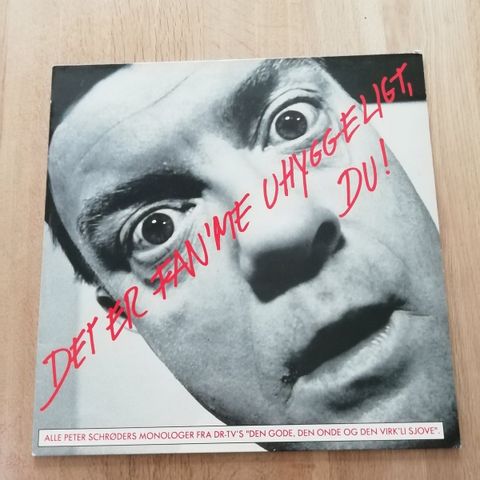 DET ER FAN'ME UHYGGELIGT,
DU!
ALLE PETER SCHRØDERS MONOLOGER FRA DR-TV'S "DEN GODE, DEN ONDE OG DEN VIRK'LI SJOVE".